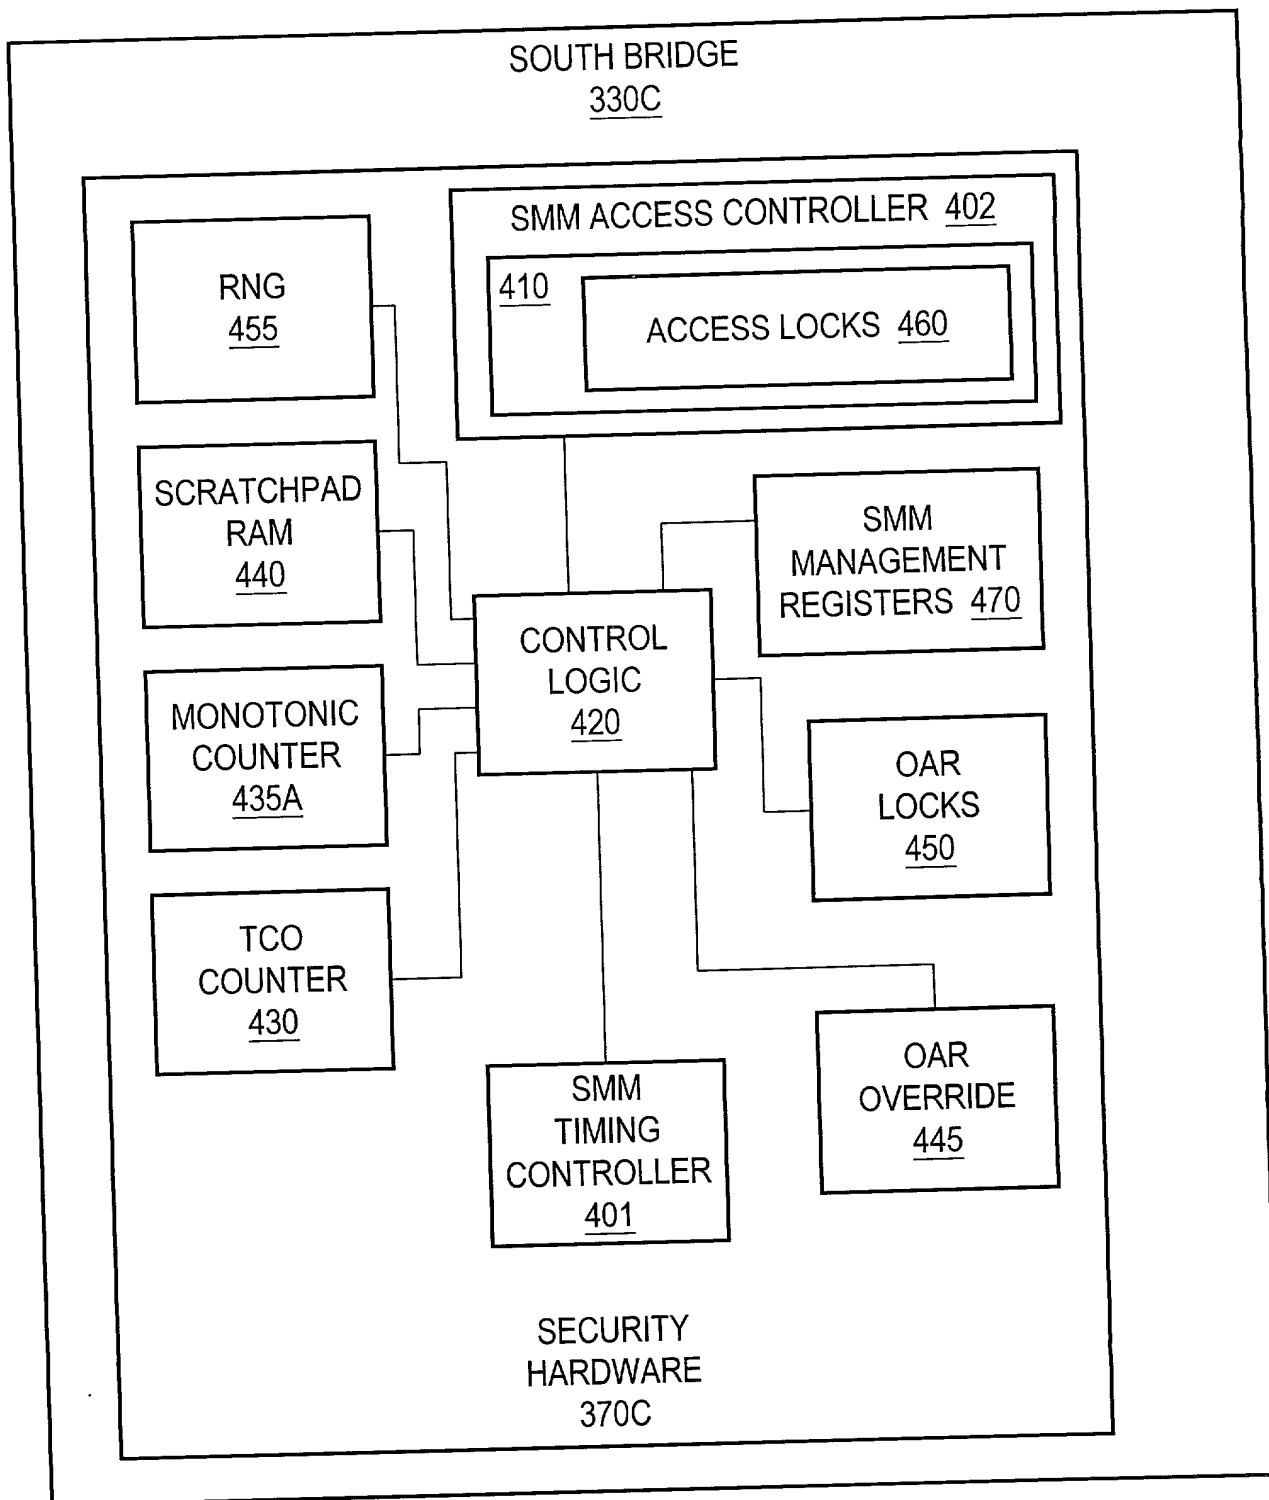 SOUTH BRIDGE
330C
SMM ACCESS CONTROLLER 402
410
ACCESS LOCKS 460
RNG
455
SCRATCHPAD
RAM
440
SMM
MANAGEMENT
REGISTERS 470
CONTROL
LOGIC
420
MONOTONIC
COUNTER
435A
OAR
LOCKS
450
TCO
COUNTER
430
SMM
TIMING
CONTROLLER
401
OAR
OVERRIDE
445
SECURITY
HARDWARE
370C